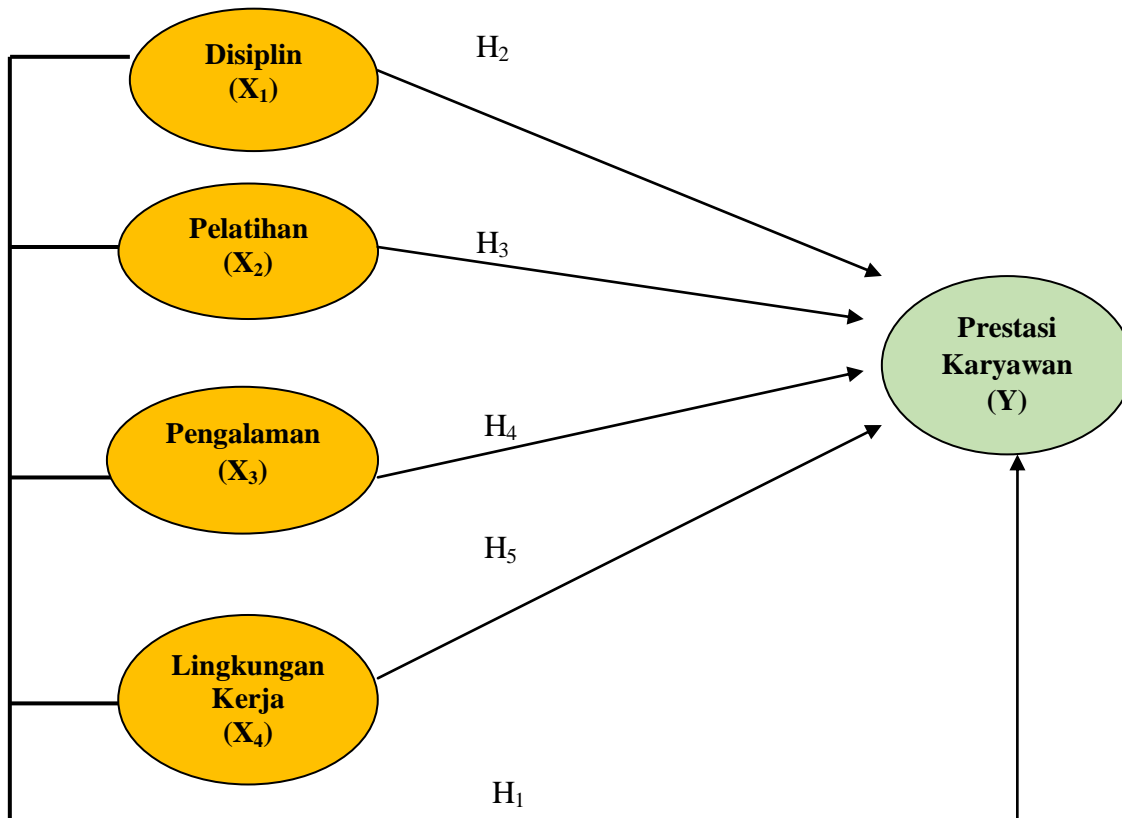 Disiplin
(X₁)
H₂
Pelatihan
(X₂)
H₃
Prestasi
Karyawan
(Y)
Pengalaman
(X₃)
H₄
H₅
Lingkungan
Kerja
(X₄)
H₁